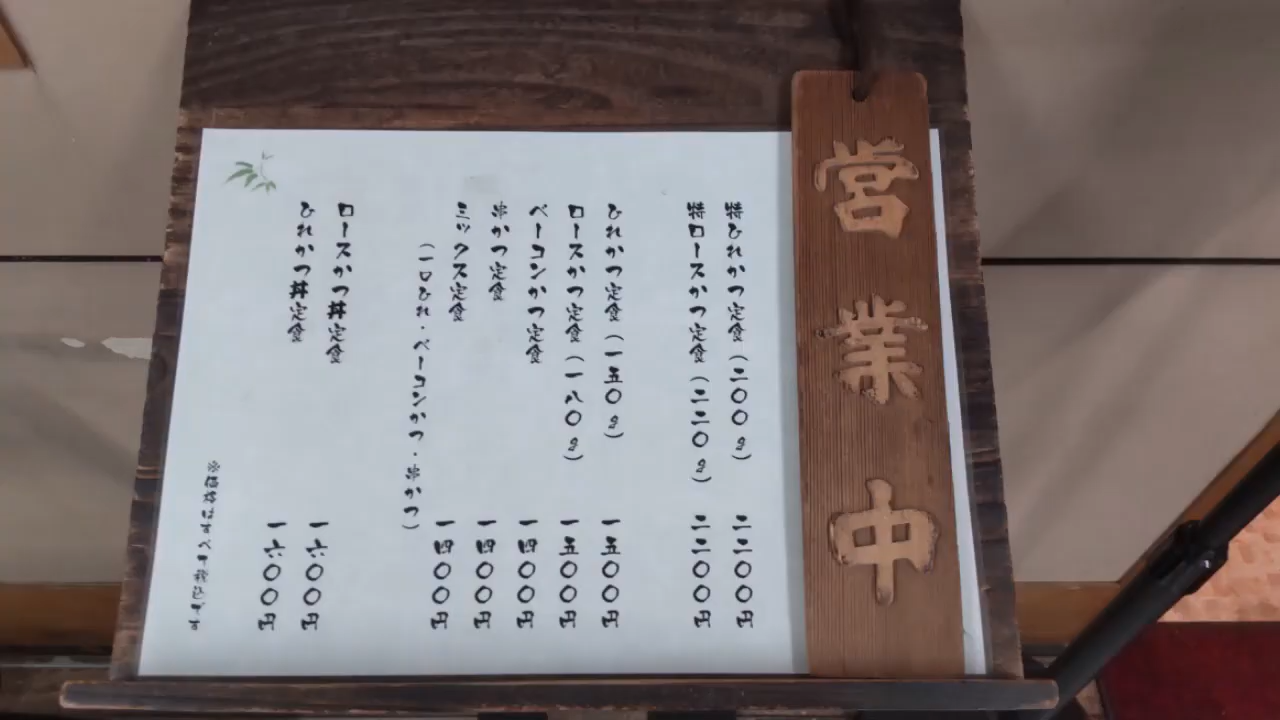 営業中
特ひれかつ定食（二〇〇g） 二二〇〇円
特ロースかつ定食（二二〇g） 二二〇〇円
ひれかつ定食（一五〇g） 一五〇〇円
ロースかつ定食（一八〇g） 一五〇〇円
ベーコンかつ定食 一四〇〇円
串かつ定食 一四〇〇円
ミックス定食 一四〇〇円
（一口ひれ・ベーコンかつ・串かつ）
ロースかつ丼定食 一六〇〇円
ひれかつ丼定食 一六〇〇円
※価格は